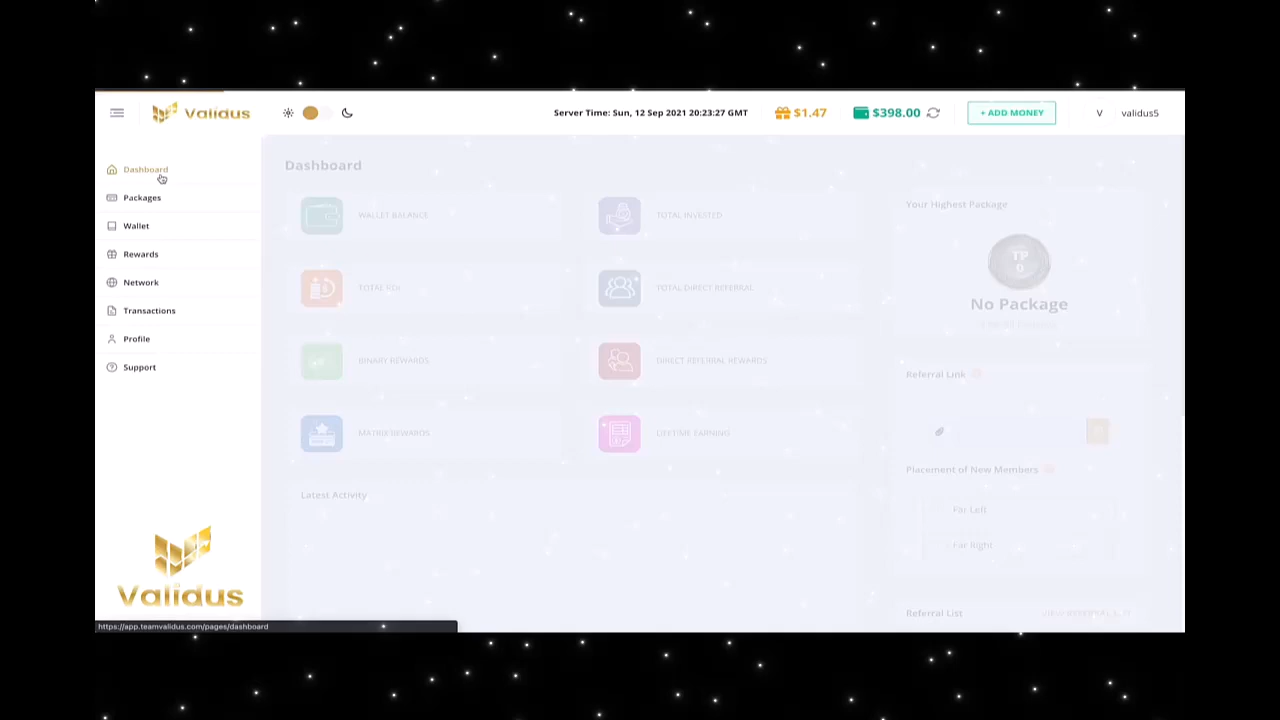 Validus
Server Time: Sun, 12 Sep 2021 20:23:27 GMT
$1.47
$398.00
+ ADD MONEY
V
validus5
Dashboard
Packages
Wallet
Rewards
Network
Transactions
Profile
Support
Validus
https://app.teamvalidus.com/pages/dashboard
Dashboard
WALLET BALANCE
TOTAL INVESTED
TOTAL ROI
TOTAL DIRECT REFERRAL
BINARY REWARDS
DIRECT REFERRAL REWARDS
MATRIX REWARDS
LIFETIME EARNING
Latest Activity
Your Highest Package
TP
0
No Package
Referral Link
Placement of New Members
Far Left
Far Right
Referral List